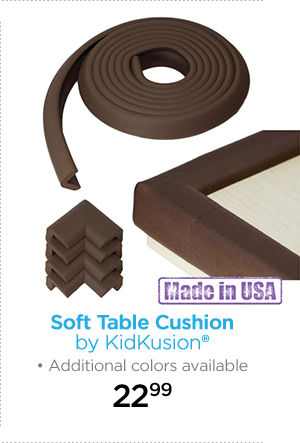 Made in USA
Soft Table Cushion
by KidKusion®
• Additional colors available
22⁹⁹